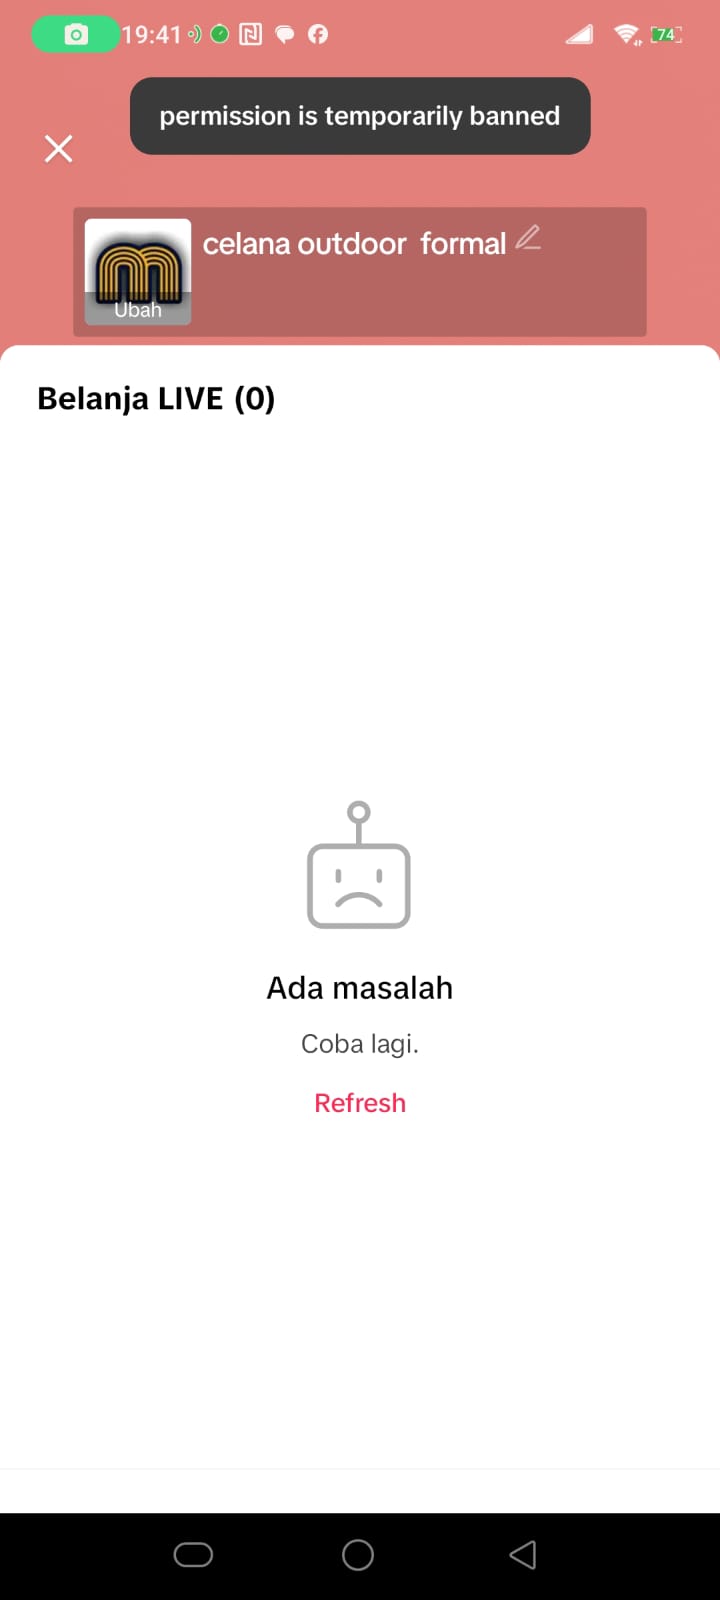 19:41
74
permission is temporarily banned
celana outdoor  formal
Ubah
Belanja LIVE (0)
Ada masalah
Coba lagi.
Refresh